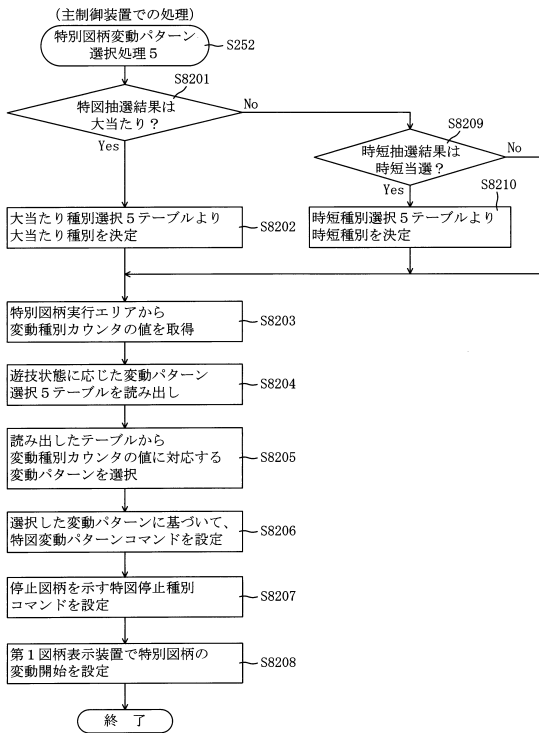 （主制御装置での処理）
特別図柄変動パターン
選択処理５
S252
S8201
特図抽選結果は
大当たり？
No
Yes
S8209
時短抽選結果は
時短当選？
No
Yes
S8210
大当たり種別選択５テーブルより
大当たり種別を決定
S8202
時短種別選択５テーブルより
時短種別を決定
特別図柄実行エリアから
変動種別カウンタの値を取得
S8203
遊技状態に応じた変動パターン
選択５テーブルを読み出し
S8204
読み出したテーブルから
変動種別カウンタの値に対応する
変動パターンを選択
S8205
選択した変動パターンに基づいて、
特図変動パターンコマンドを設定
S8206
停止図柄を示す特図停止種別
コマンドを設定
S8207
第１図柄表示装置で特別図柄の
変動開始を設定
S8208
終 了